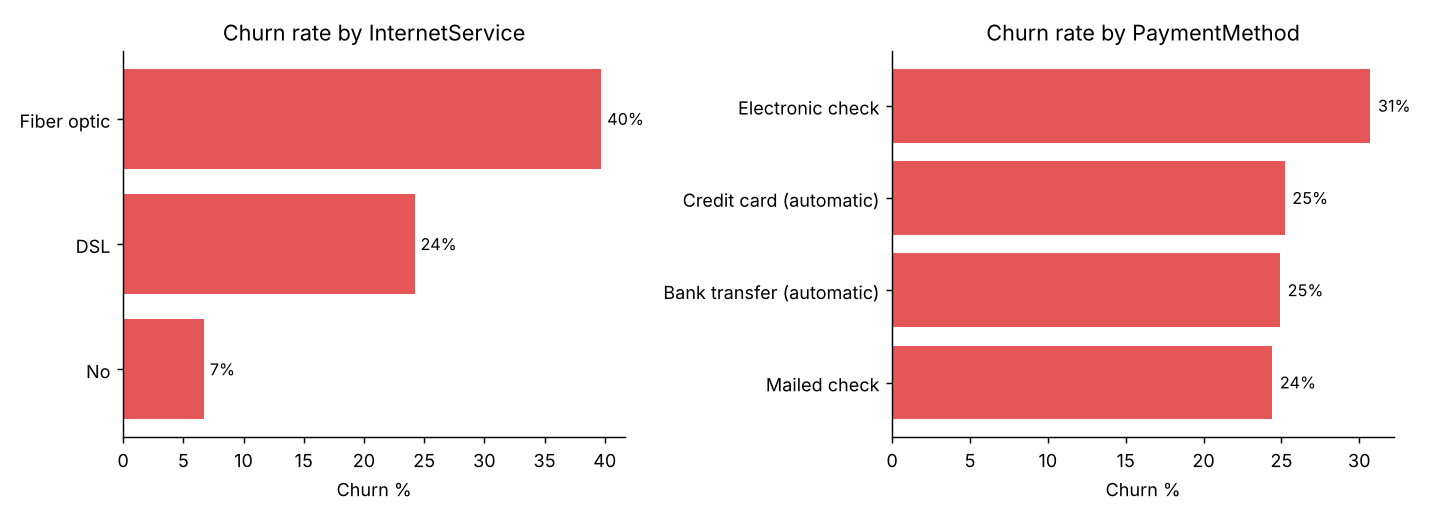 Churn rate by InternetService
Fiber optic
40%
DSL
24%
No
7%
0 5 10 15 20 25 30 35 40
Churn %
Churn rate by PaymentMethod
Electronic check
31%
Credit card (automatic)
25%
Bank transfer (automatic)
25%
Mailed check
24%
0 5 10 15 20 25 30
Churn %